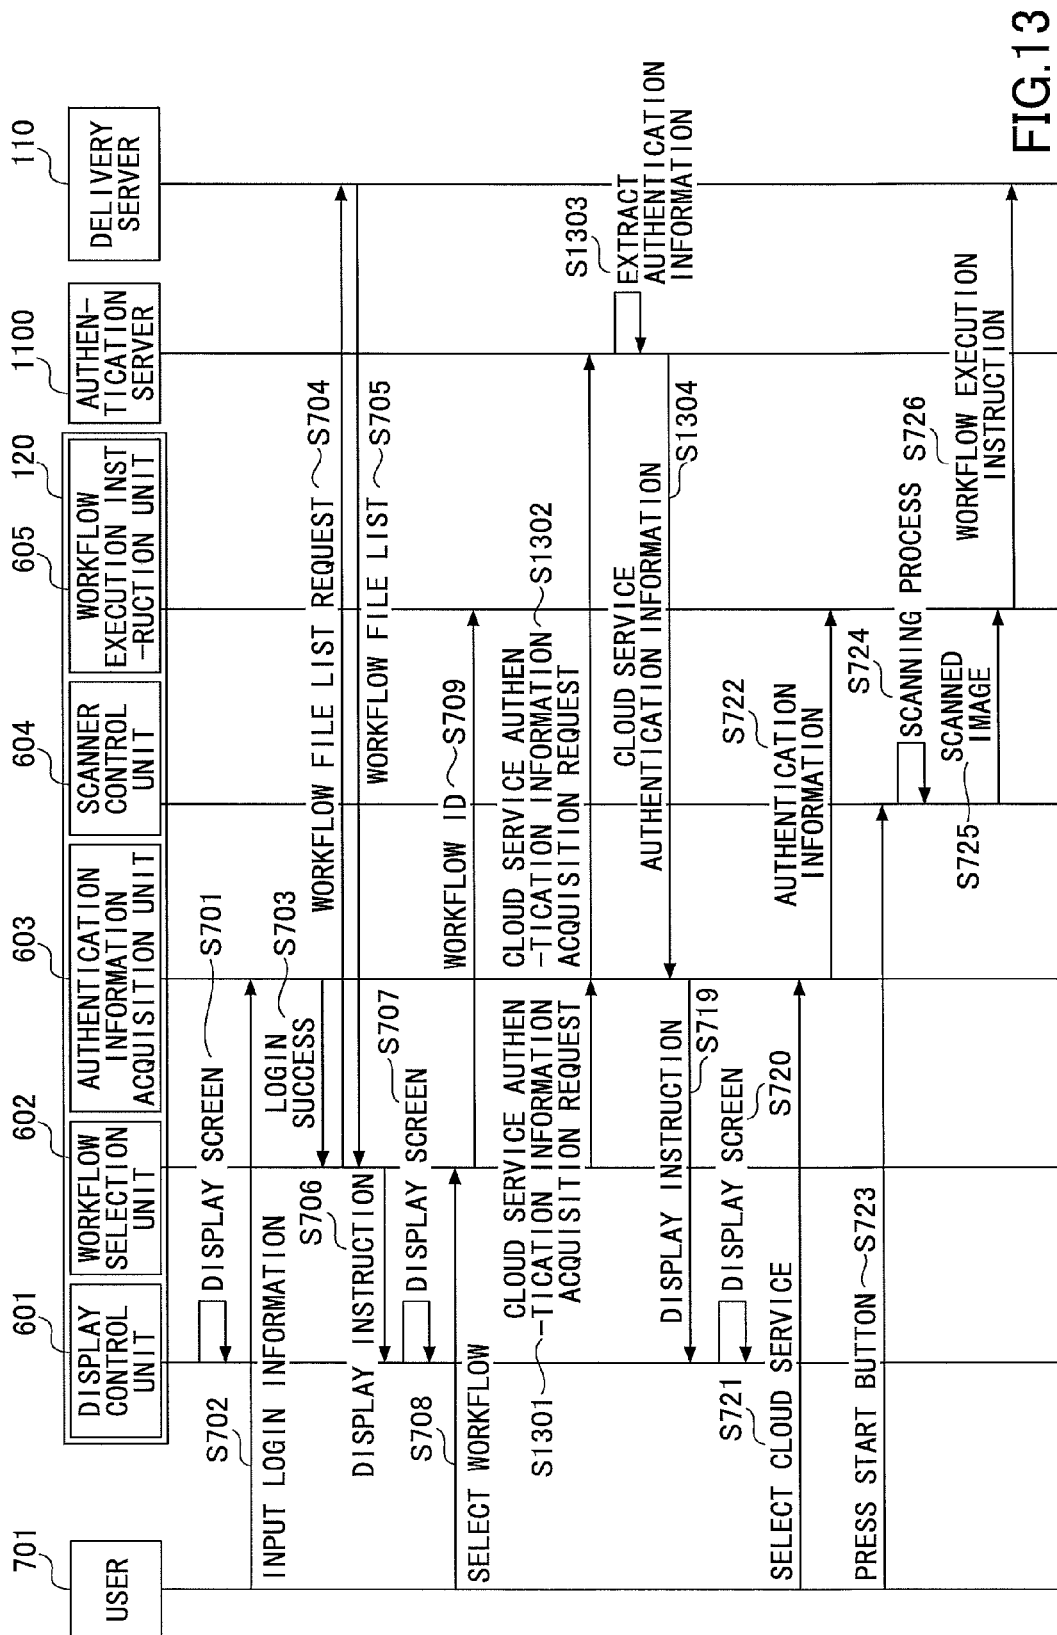 701
USER
601
DISPLAY
CONTROL
UNIT
602
WORKFLOW
SELECTION
UNIT
603
AUTHENTICATION
INFORMATION
ACQUISITION UNIT
604
SCANNER
CONTROL
UNIT
605
WORKFLOW
EXECUTION INST
-RUCTION UNIT
120
1100
AUTHEN-
TICATION
SERVER
110
DELIVERY
SERVER
DISPLAY SCREEN
S701
S702
INPUT LOGIN INFORMATION
LOGIN
SUCCESS
S703
WORKFLOW FILE LIST REQUEST
S704
WORKFLOW FILE LIST
S705
S706
DISPLAY INSTRUCTION
DISPLAY SCREEN
S707
S708
SELECT WORKFLOW
WORKFLOW ID
S709
S1301
CLOUD SERVICE AUTHEN
-TICATION INFORMATION
ACQUISITION REQUEST
CLOUD SERVICE AUTHEN
-TICATION INFORMATION
ACQUISITION REQUEST
S1302
S1303
EXTRACT
AUTHENTICATION
INFORMATION
CLOUD SERVICE
AUTHENTICATION INFORMATION
S1304
DISPLAY INSTRUCTION
S719
DISPLAY SCREEN
S720
S721
SELECT CLOUD SERVICE
S722
AUTHENTICATION
INFORMATION
PRESS START BUTTON
S723
S724
SCANNING PROCESS
S725
SCANNED
IMAGE
S726
WORKFLOW EXECUTION
INSTRUCTION
FIG.13